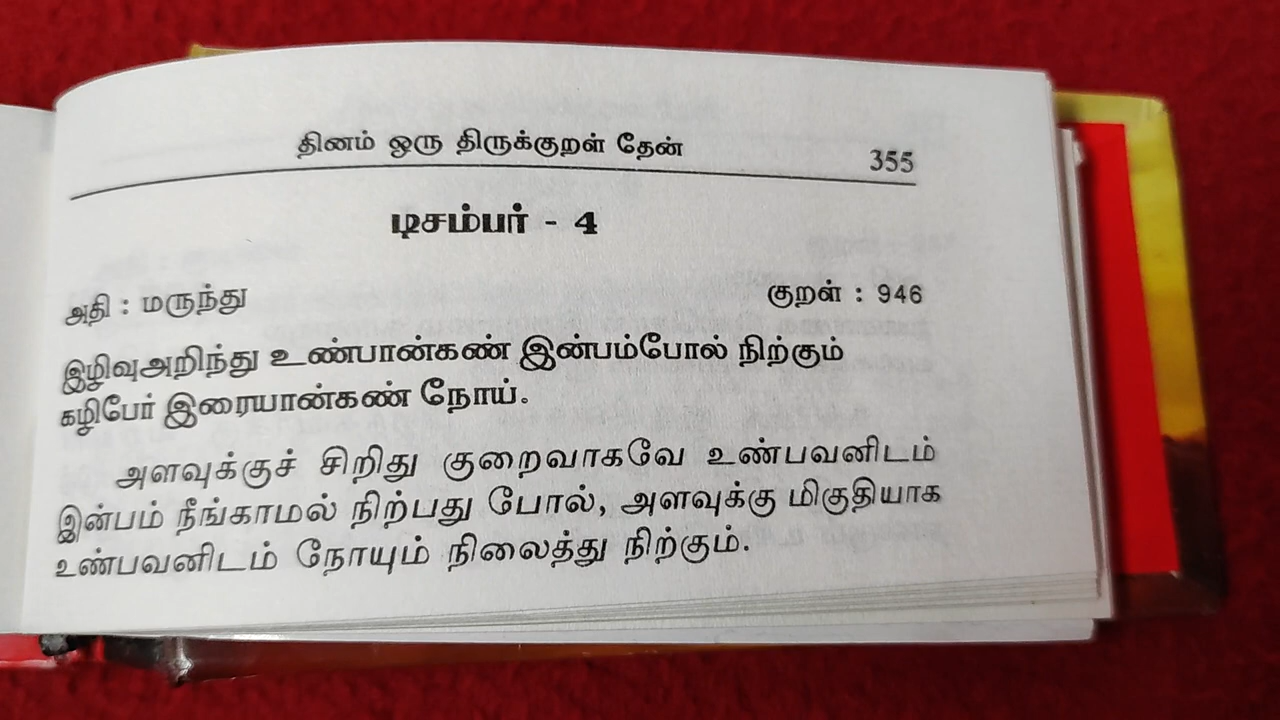 தினம் ஒரு திருக்குறள் தேன்
355
டிசம்பர் - 4
அதி : மருந்து
குறள் : 946
இழிவுஅறிந்து உண்பான்கண் இன்பம்போல் நிற்கும்
கழிபேர் இரையான்கண் நோய்.
அளவுக்குச் சிறிது குறைவாகவே உண்பவனிடம்
இன்பம் நீங்காமல் நிற்பது போல், அளவுக்கு மிகுதியாக
உண்பவனிடம் நோயும் நிலைத்து நிற்கும்.